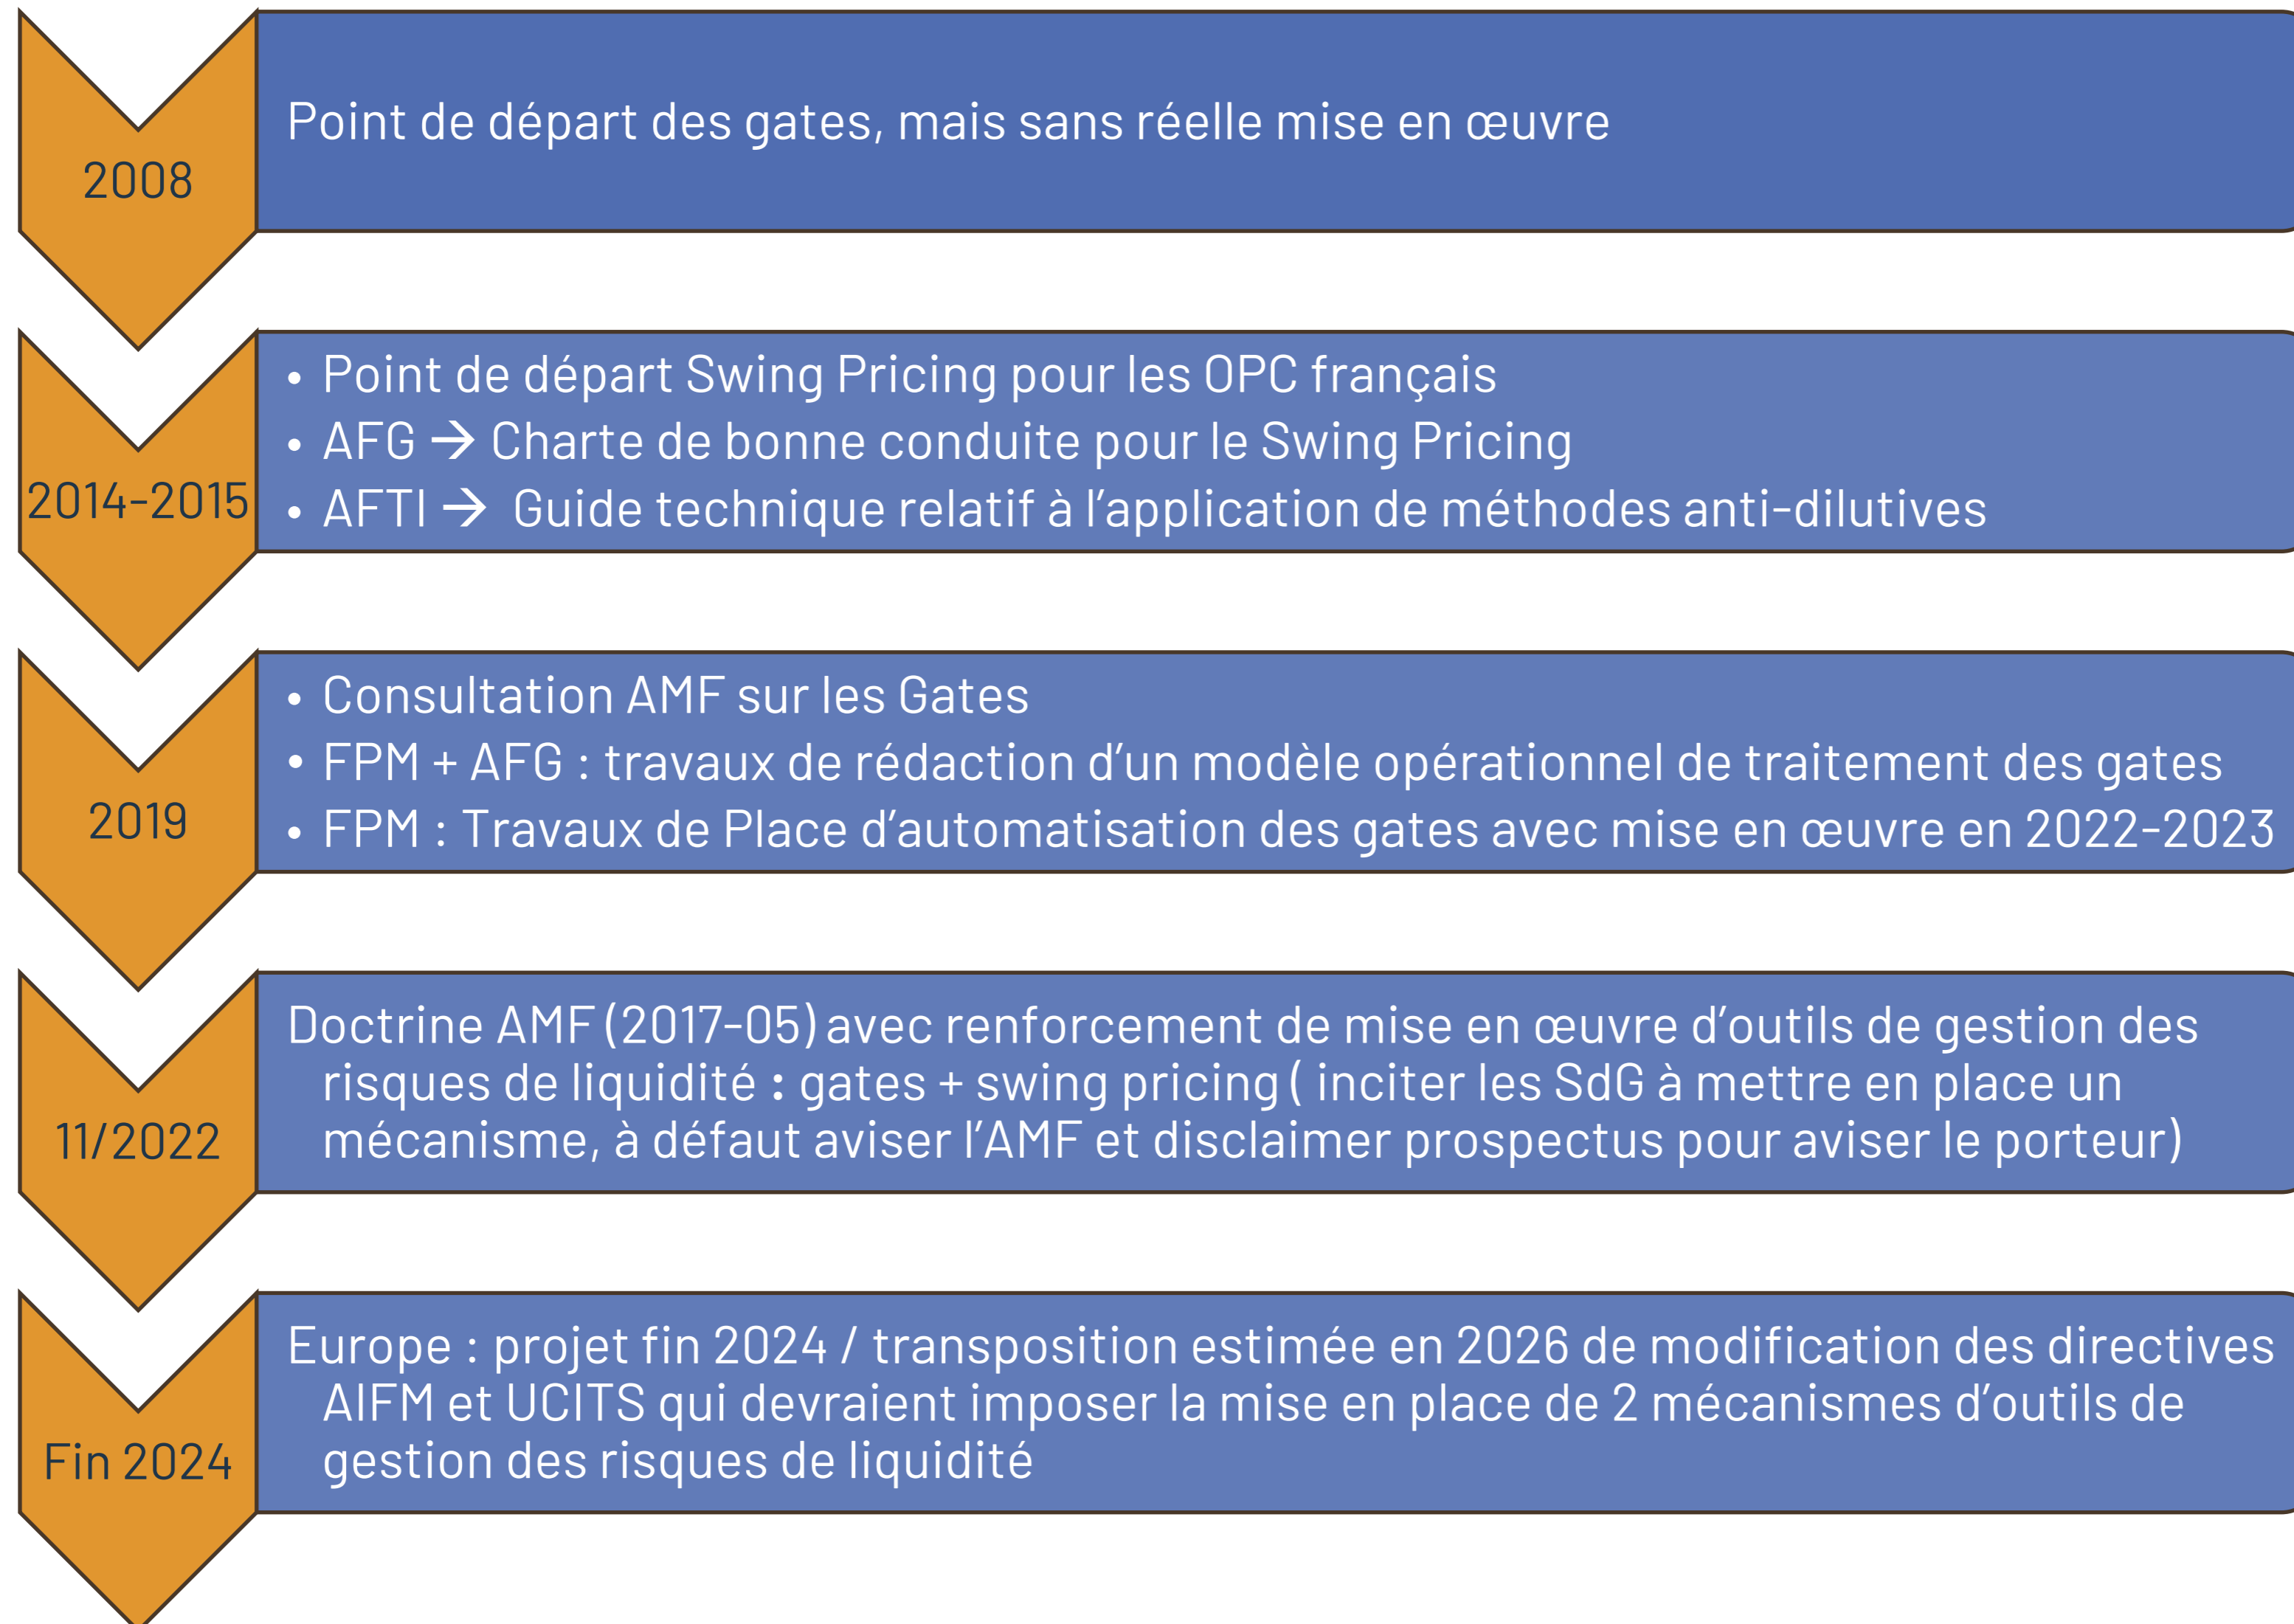 2008
Point de départ des gates, mais sans réelle mise en œuvre
2014-2015
• Point de départ Swing Pricing pour les OPC français
• AFG → Charte de bonne conduite pour le Swing Pricing
• AFTI → Guide technique relatif à l’application de méthodes anti-dilutives
2019
• Consultation AMF sur les Gates
• FPM + AFG : travaux de rédaction d’un modèle opérationnel de traitement des gates
• FPM : Travaux de Place d’automatisation des gates avec mise en œuvre en 2022-2023
11/2022
Doctrine AMF (2017-05) avec renforcement de mise en œuvre d’outils de gestion des
risques de liquidité : gates + swing pricing ( inciter les SdG à mettre en place un
mécanisme, à défaut aviser l’AMF et disclaimer prospectus pour aviser le porteur)
Fin 2024
Europe : projet fin 2024 / transposition estimée en 2026 de modification des directives
AIFM et UCITS qui devraient imposer la mise en place de 2 mécanismes d’outils de
gestion des risques de liquidité